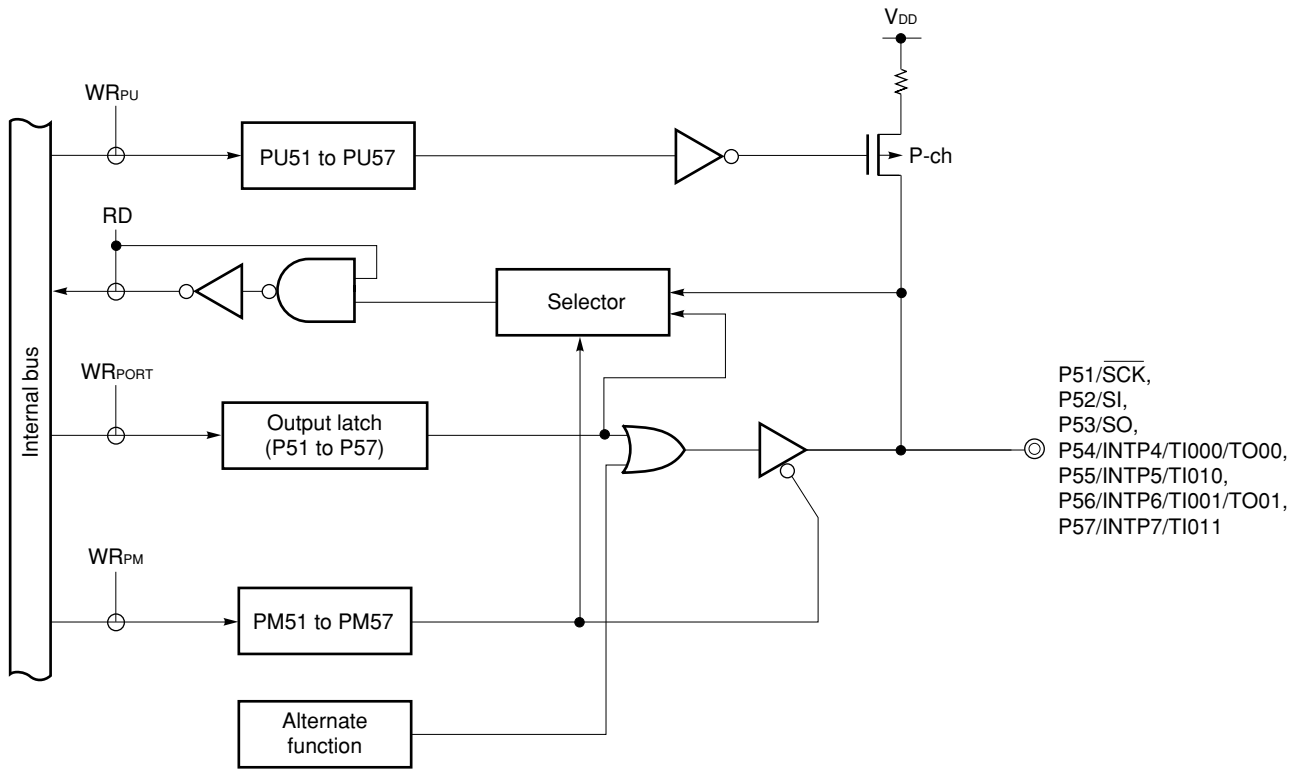 VDD
WRPU
PU51 to PU57
P-ch
RD
Selector
Internal bus
WRPORT
Output latch
(P51 to P57)
P51/S̅C̅K̅,
P52/SI,
P53/SO,
P54/INTP4/TI000/TO00,
P55/INTP5/TI010,
P56/INTP6/TI001/TO01,
P57/INTP7/TI011
WRPM
PM51 to PM57
Alternate
function